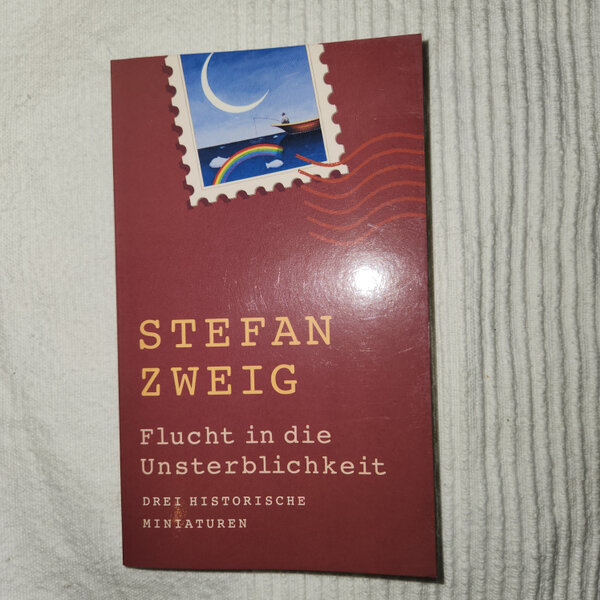 STEFAN
ZWEIG
Flucht in die
Unsterblichkeit
DREI HISTORISCHE
MINIATUREN